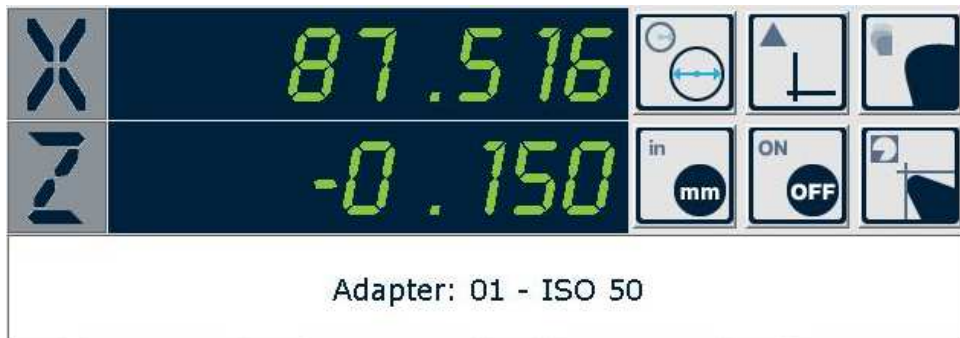 X 87.516
Z -0.150
in mm
ON OFF
Adapter: 01 - ISO 50